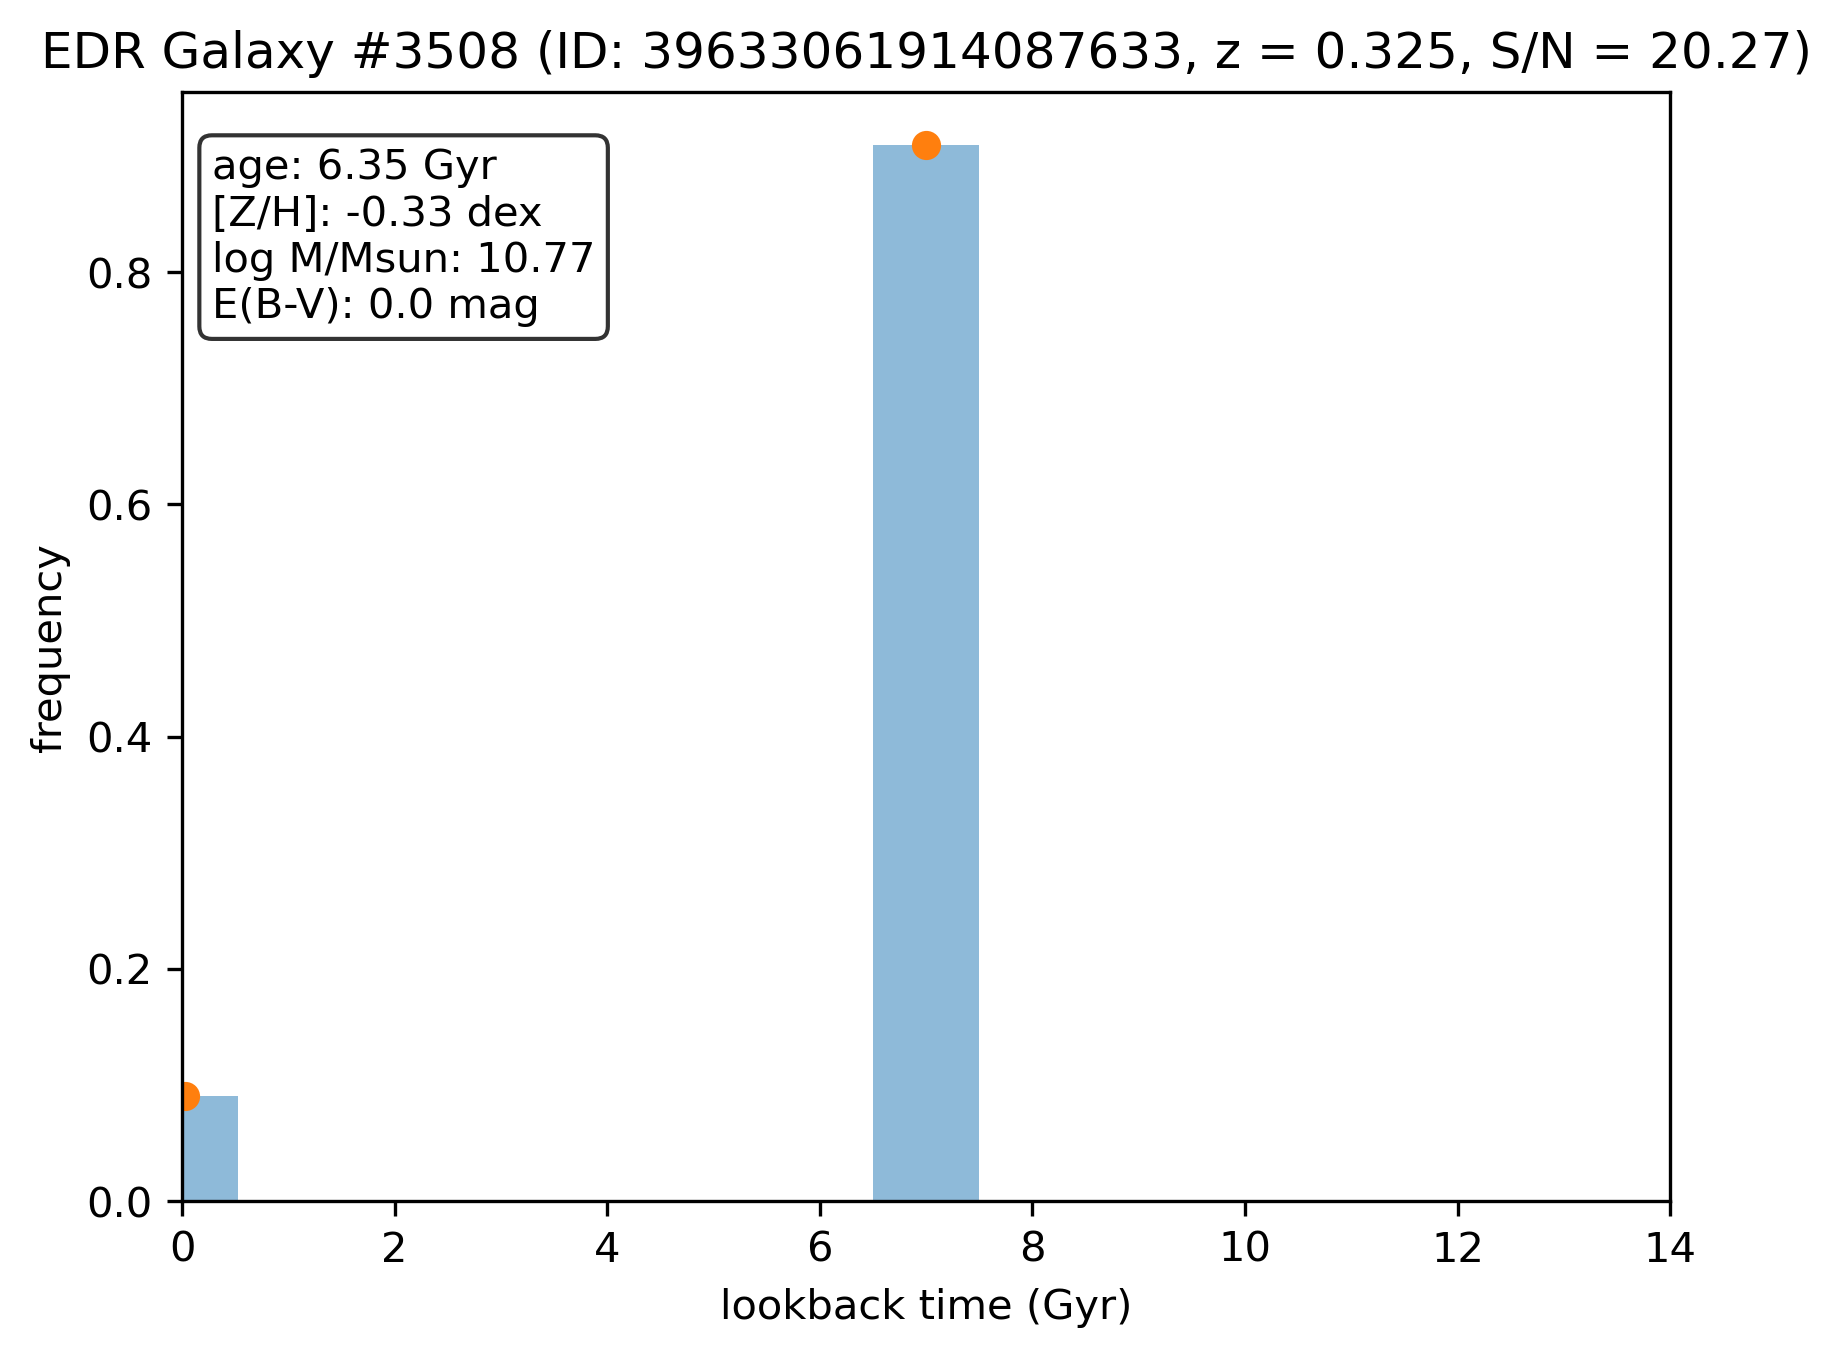 EDR Galaxy #3508 (ID: 39633061914087633, z = 0.325, S/N = 20.27)
age: 6.35 Gyr
[Z/H]: -0.33 dex
log M/Msun: 10.77
E(B-V): 0.0 mag
frequency
0.8
0.6
0.4
0.2
0.0
0 2 4 6 8 10 12 14
lookback time (Gyr)